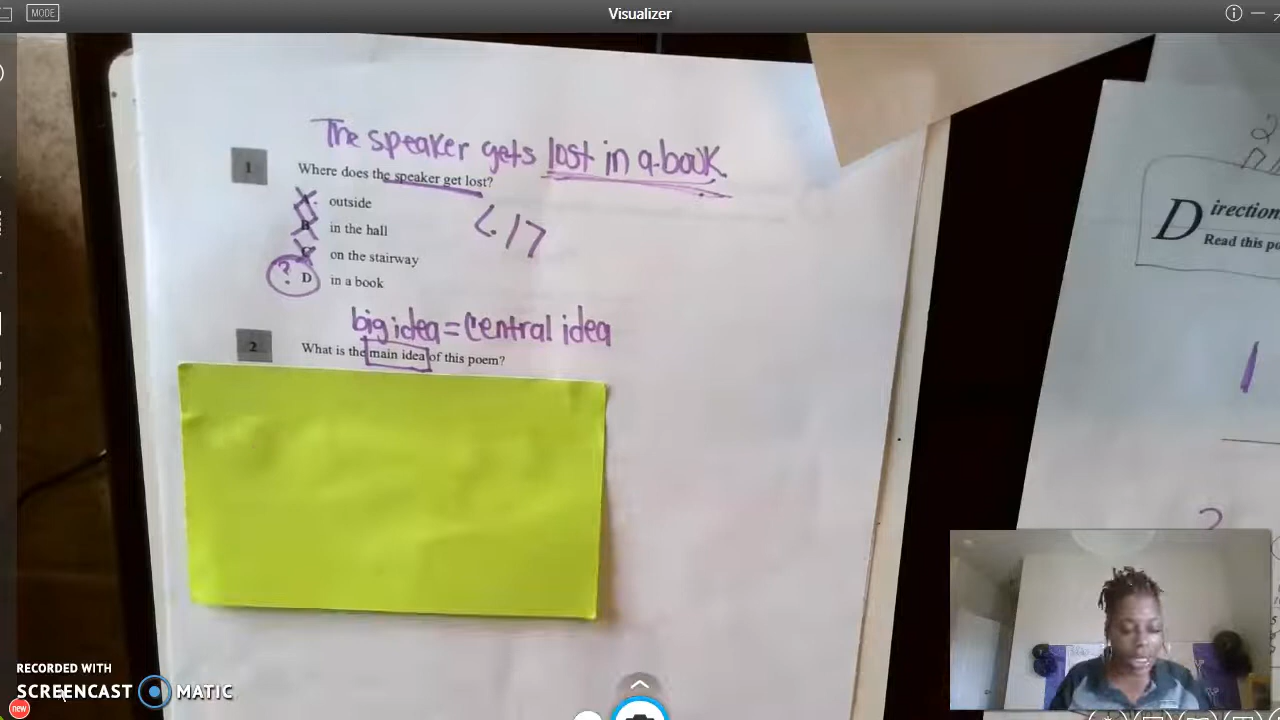 MODE
Visualizer
The speaker gets lost in a book
1
Where does the speaker get lost?
outside
in the hall
on the stairway
? D in a book
big idea = Central idea
2
What is the main idea of this poem?
Direction
Read this po
RECORDED WITH
SCREENCAST MATIC
new